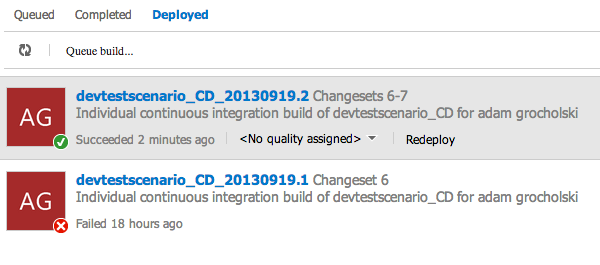 Queued Completed Deployed
Queue build...
AG
devtestscenario_CD_20130919.2 Changesets 6-7
Individual continuous integration build of devtestscenario_CD for adam grocholski
Succeeded 2 minutes ago <No quality assigned> Redeploy
AG
devtestscenario_CD_20130919.1 Changeset 6
Individual continuous integration build of devtestscenario_CD for adam grocholski
Failed 18 hours ago